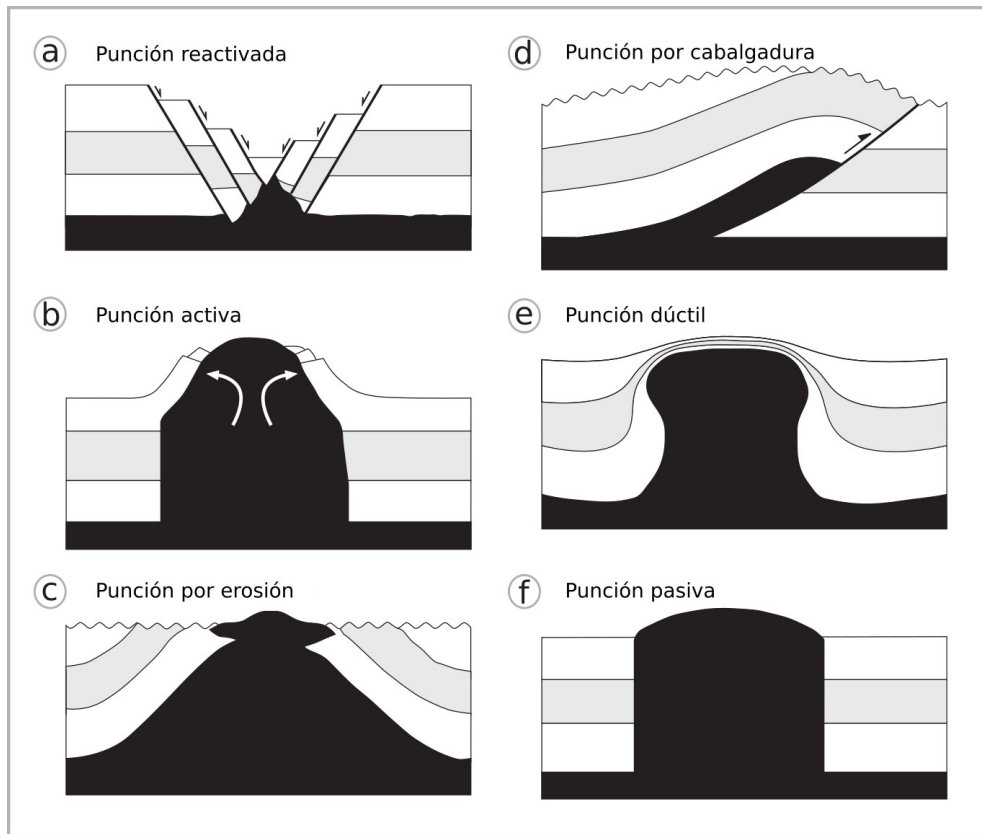 a Punción reactivada
b Punción activa
c Punción por erosión
d Punción por cabalgadura
e Punción dúctil
f Punción pasiva